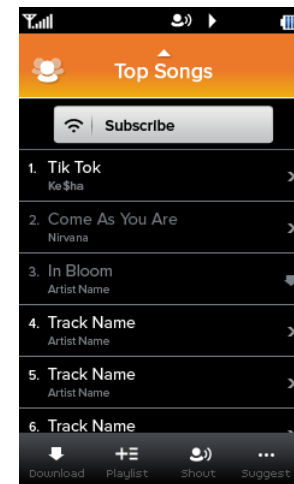 Top Songs
Subscribe
1. Tik Tok
Ke$ha
2. Come As You Are
Nirvana
3. In Bloom
Artist Name
4. Track Name
Artist Name
5. Track Name
Artist Name
6. Track Name
Download Playlist Shout Suggest